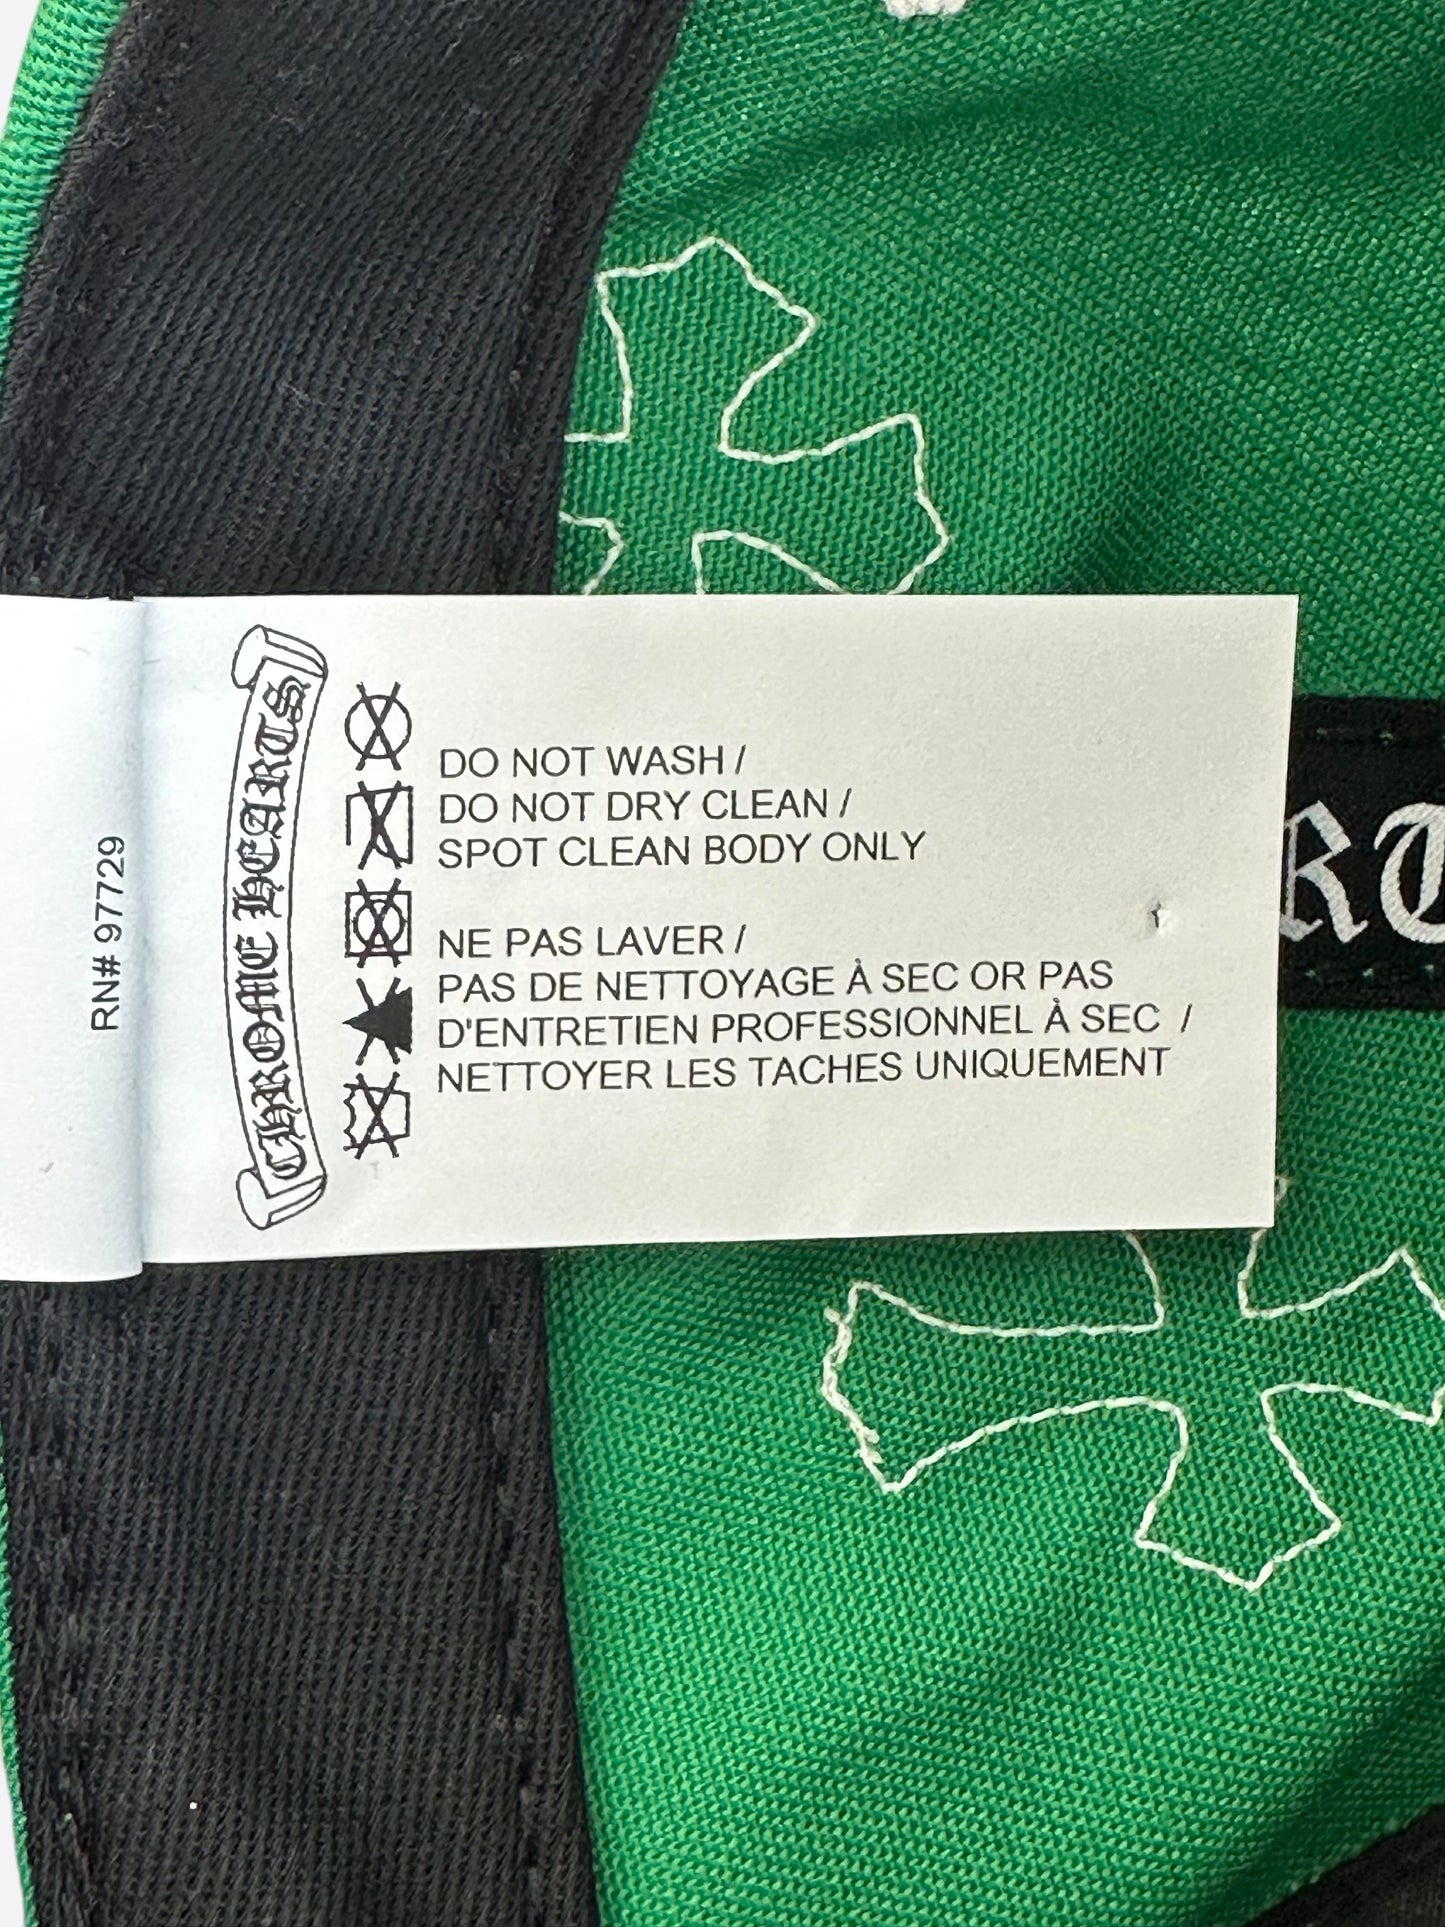 RN# 97729
CHROME HEARTS
DO NOT WASH /
DO NOT DRY CLEAN /
SPOT CLEAN BODY ONLY
NE PAS LAVER /
PAS DE NETTOYAGE À SEC OR PAS
D'ENTRETIEN PROFESSIONNEL À SEC /
NETTOYER LES TACHES UNIQUEMENT
RT